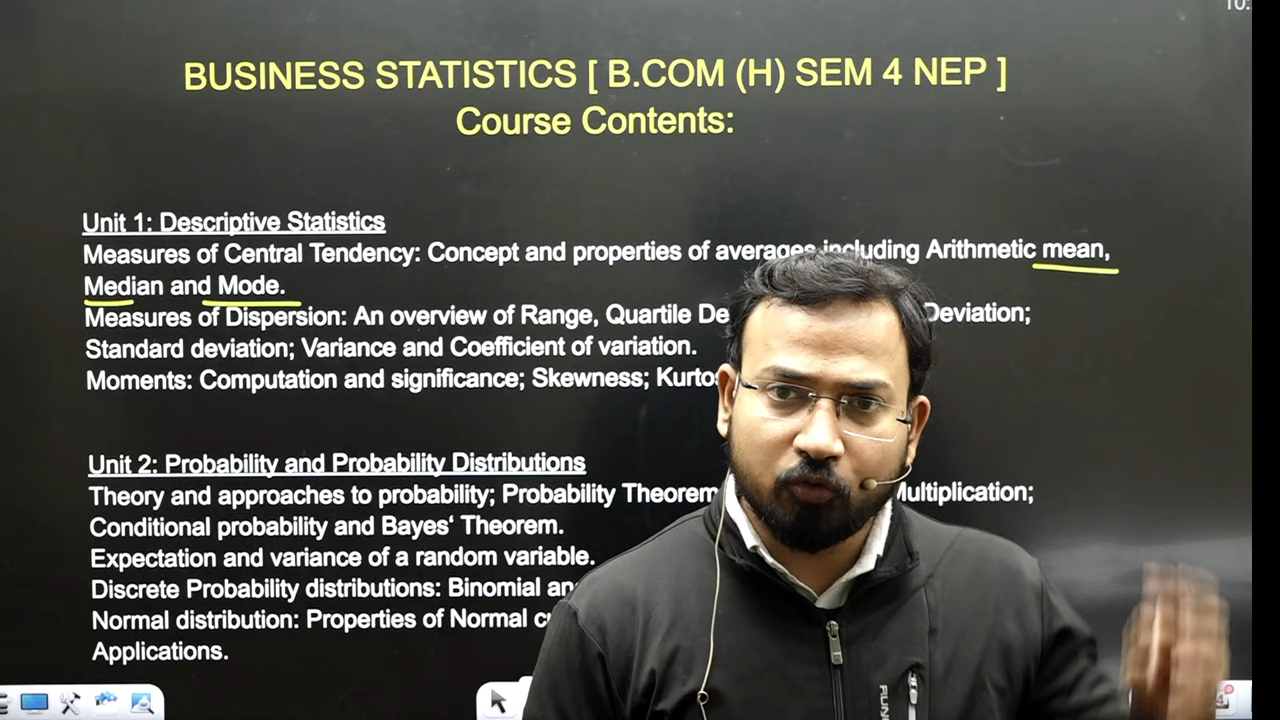 10:
BUSINESS STATISTICS [ B.COM (H) SEM 4 NEP ]
Course Contents:
Unit 1: Descriptive Statistics
Measures of Central Tendency: Concept and properties of averages including Arithmetic mean,
Median and Mode.
Measures of Dispersion: An overview of Range, Quartile Deviation;
Standard deviation; Variance and Coefficient of variation.
Moments: Computation and significance; Skewness;
Unit 2: Probability and Probability Distributions
Theory and approaches to probability; Probability Theorem Multiplication;
Conditional probability and Bayes‘ Theorem.
Expectation and variance of a random variable.
Discrete Probability distributions: Binomial
Normal distribution: Properties of Normal
Applications.